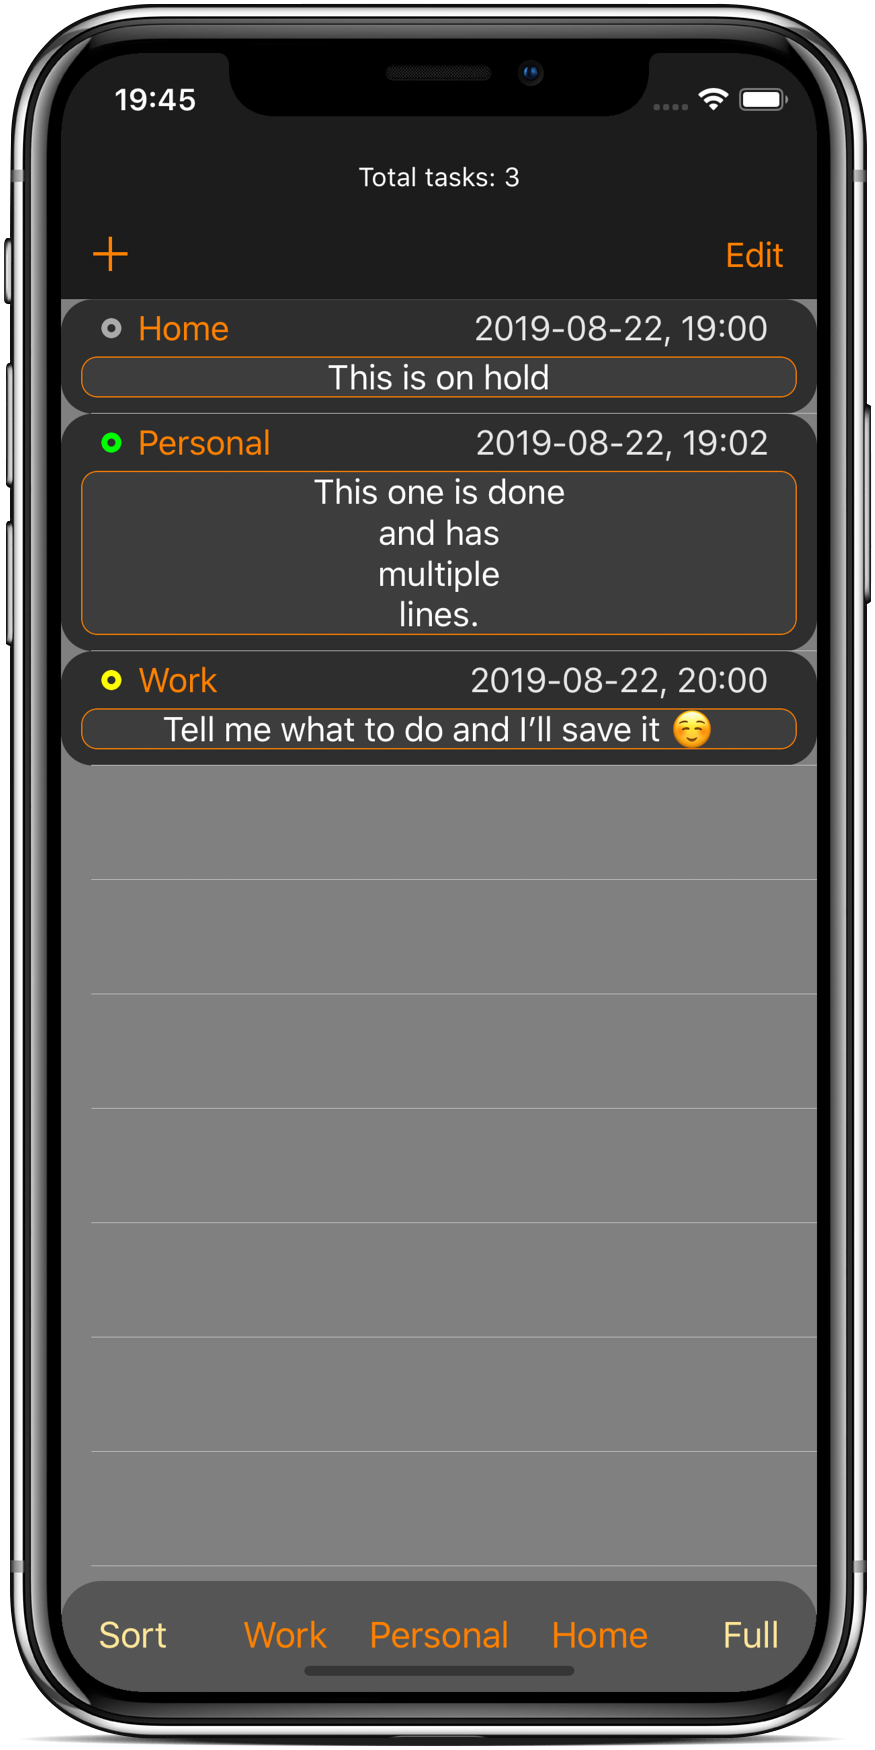 19:45
Total tasks: 3
+ Edit
Home 2019-08-22, 19:00
This is on hold
Personal 2019-08-22, 19:02
This one is done
and has
multiple
lines.
Work 2019-08-22, 20:00
Tell me what to do and I’ll save it ☺️
Sort Work Personal Home Full